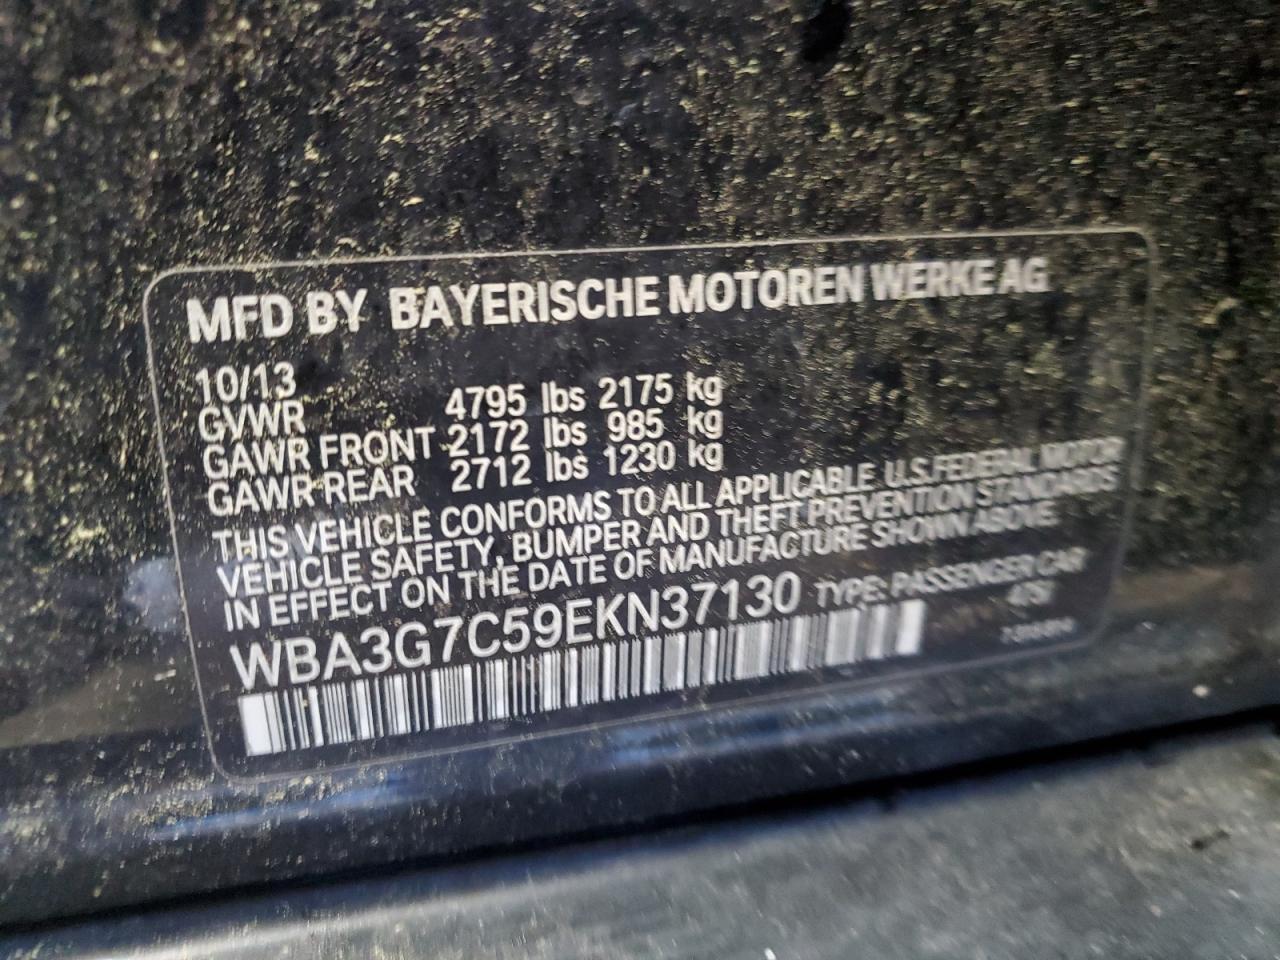 MFD BY BAYERISCHE MOTOREN WERKE AG
10/13
GVWR 4795 lbs 2175 kg
GAWR FRONT 2172 lbs 985 kg
GAWR REAR 2712 lbs 1230 kg
THIS VEHICLE CONFORMS TO ALL APPLICABLE U.S.FEDERAL MOTOR
VEHICLE SAFETY, BUMPER AND THEFT PREVENTION STANDARDS
IN EFFECT ON THE DATE OF MANUFACTURE SHOWN ABOVE
WBA3G7C59EKN37130 TYPE: PASSENGER CAR